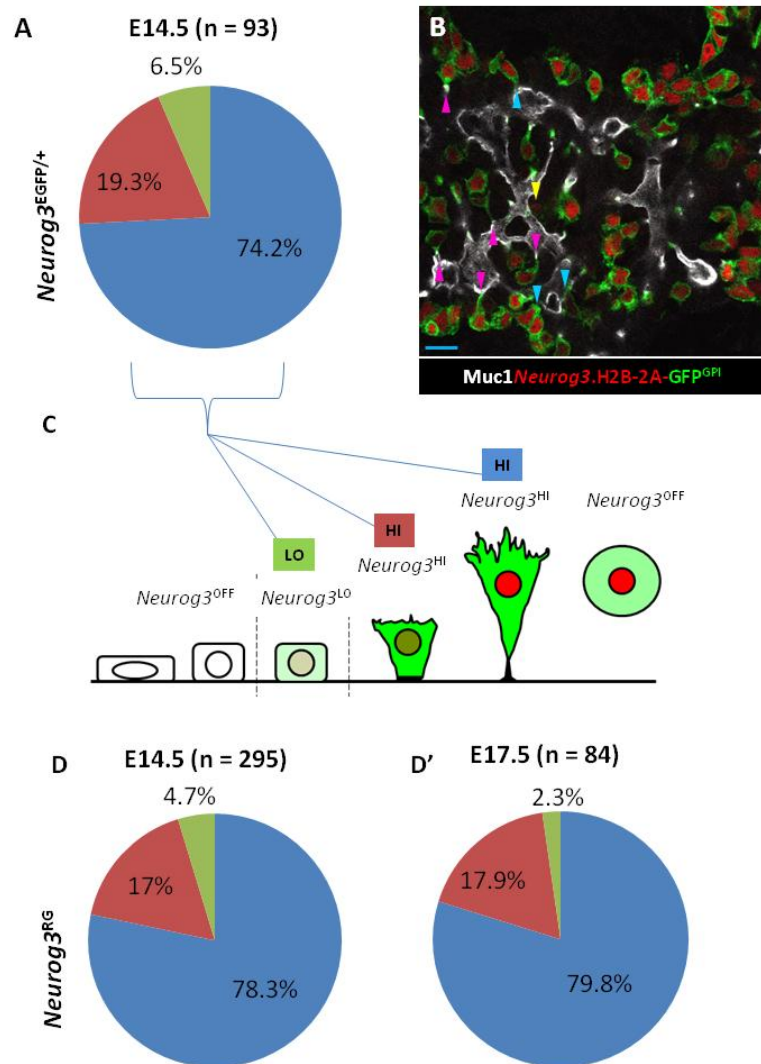 A
E14.5 (n = 93)
6.5%
19.3%
74.2%
Neurog3EGFP/+
B
Muc1Neurog3.H2B-2A-GFPGPI
C
HI
Neurog3HI
Neurog3OFF
HI
Neurog3HI
LO
Neurog3OFF
Neurog3LO
D
E14.5 (n = 295)
4.7%
17%
78.3%
Neurog3RG
D'
E17.5 (n = 84)
2.3%
17.9%
79.8%